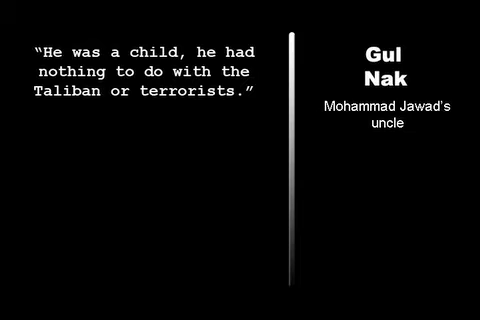 “He was a child, he had
nothing to do with the
Taliban or terrorists.”
Gul
Nak
Mohammad Jawad's
uncle